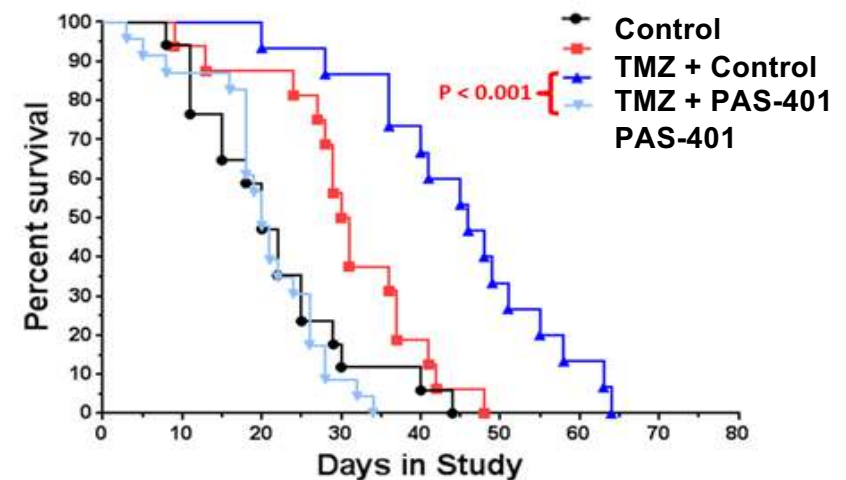 Control
TMZ + Control
P < 0.001
TMZ + PAS-401
PAS-401
Percent survival
100
90
80
70
60
50
40
30
20
10
0
0 10 20 30 40 50 60 70 80
Days in Study